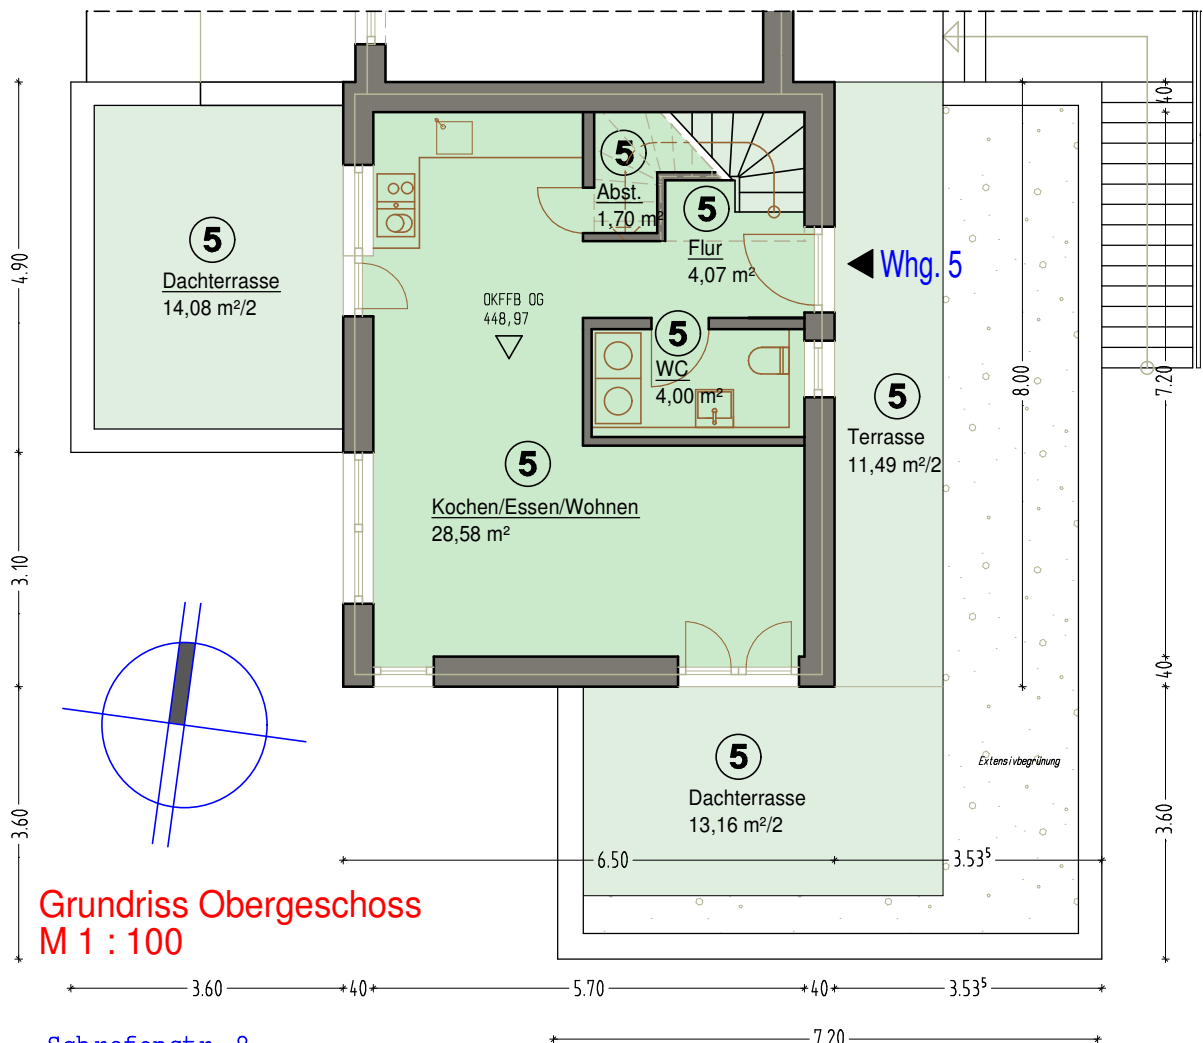 40
5
Abst.
1,70 m²
5
Flur
4,07 m²
5
Dachterrasse
14,08 m²/2
4.90
Whg. 5
OKFFB OG
448,97
5
WC
4,00 m²
8.00
7.20
5
Terrasse
11,49 m²/2
5
Kochen/Essen/Wohnen
28,58 m²
3.10
40
5
Dachterrasse
13,16 m²/2
Extensivbegrünung
3.60
3.60
6.50
3.53⁵
Grundriss Obergeschoss
M 1 : 100
3.60
40
5.70
40
3.53⁵
7.20